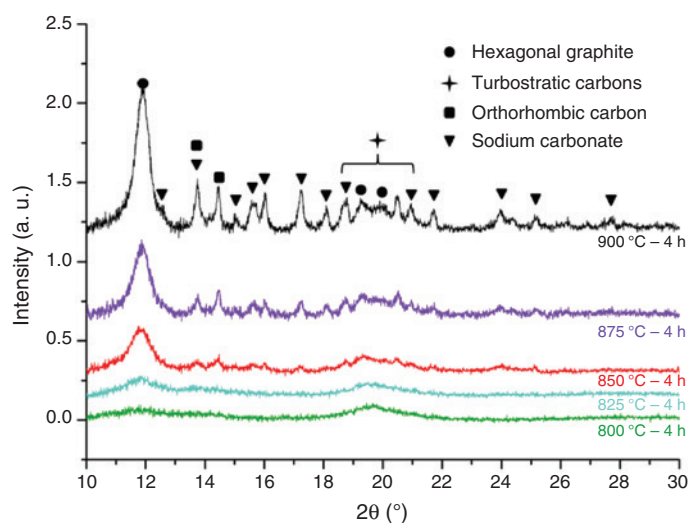 2.5
2.0
1.5
1.0
0.5
0.0
Intensity (a. u.)
Hexagonal graphite
Turbostratic carbons
Orthorhombic carbon
Sodium carbonate
900 °C – 4 h
875 °C – 4 h
850 °C – 4 h
825 °C – 4 h
800 °C – 4 h
10 12 14 16 18 20 22 24 26 28 30
2θ (°)